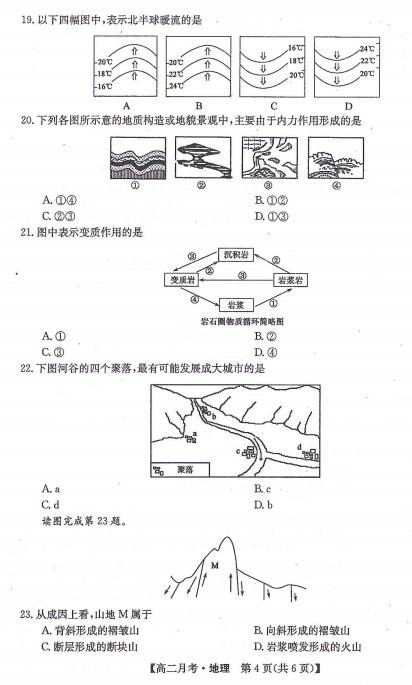 19. 以下四幅图中,表示北半球暖流的是
20℃
18℃
16℃
20℃
22℃
24℃
16℃
18℃
20℃
24℃
22℃
20℃
A B C D
20. 下列各图所示意的地质构造或地貌景观中,主要由于内力作用形成的是
① ② ③ ④
A. ①④ B. ①②
C. ②③ D. ①③
21. 图中表示变质作用的是
沉积岩
③ ② ②
变质岩 ③ 岩浆岩
④ 岩浆 ①
岩石圈物质循环简略图
A. ① B. ②
C. ③ D. ④
22. 下图河谷的四个聚落,最有可能发展成大城市的是
b
a
c d
聚落
A. a B. c
C. d D. b
读图完成第 23 题。
M
23. 从成因上看,山地 M 属于
A. 背斜形成的褶皱山 B. 向斜形成的褶皱山
C. 断层形成的断块山 D. 岩浆喷发形成的火山
【高二月考·地理 第 4 页(共 6 页)】